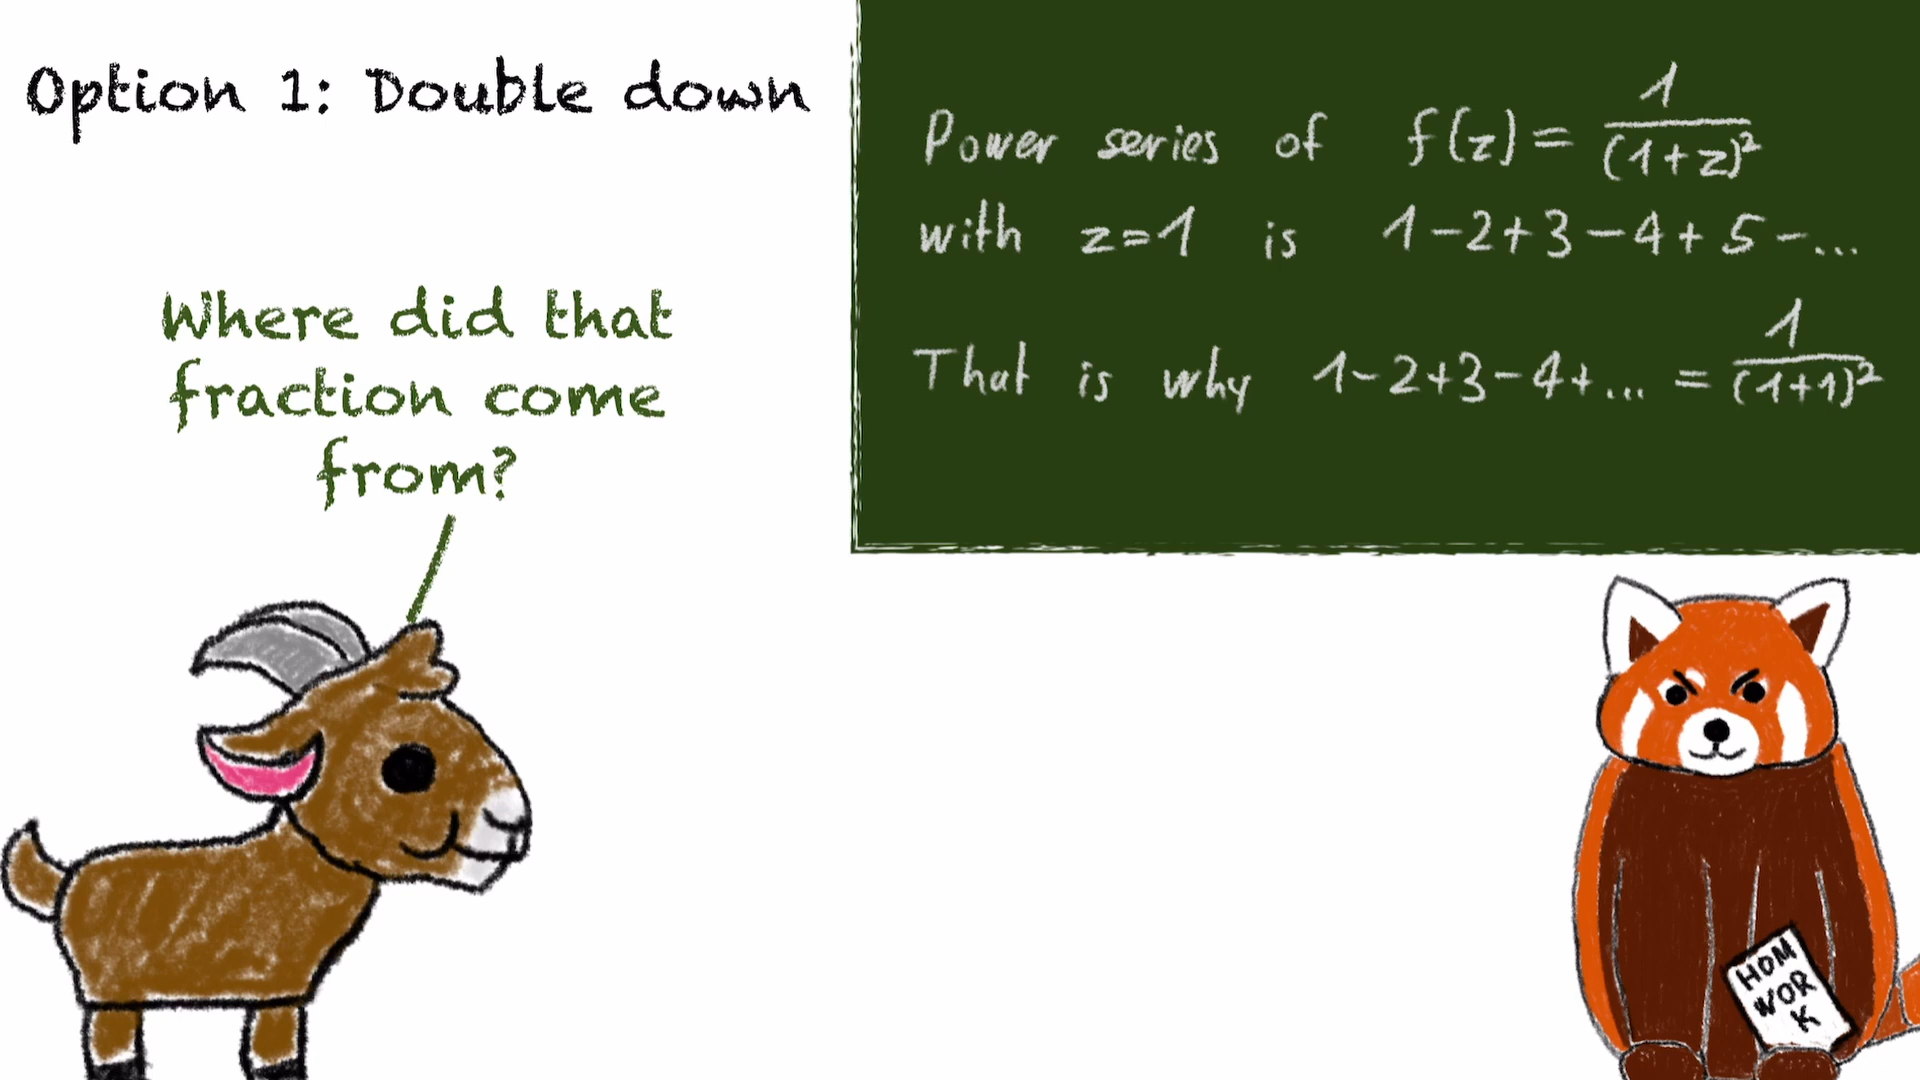 Option 1: Double down
Where did that
fraction come
from?
Power series of f(z) = 1/(1+z)²
with z=1 is 1-2+3-4+5-...
That is why 1-2+3-4+... = 1/(1+1)²
HOM
WOR
K